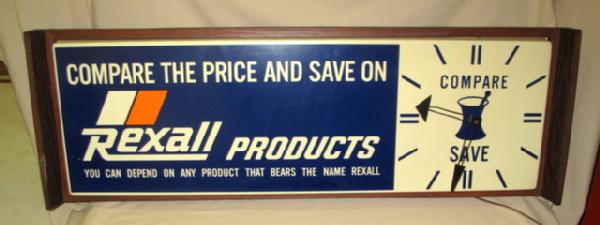 COMPARE THE PRICE AND SAVE ON
Rexall PRODUCTS
YOU CAN DEPEND ON ANY PRODUCT THAT BEARS THE NAME REXALL
COMPARE
SAVE